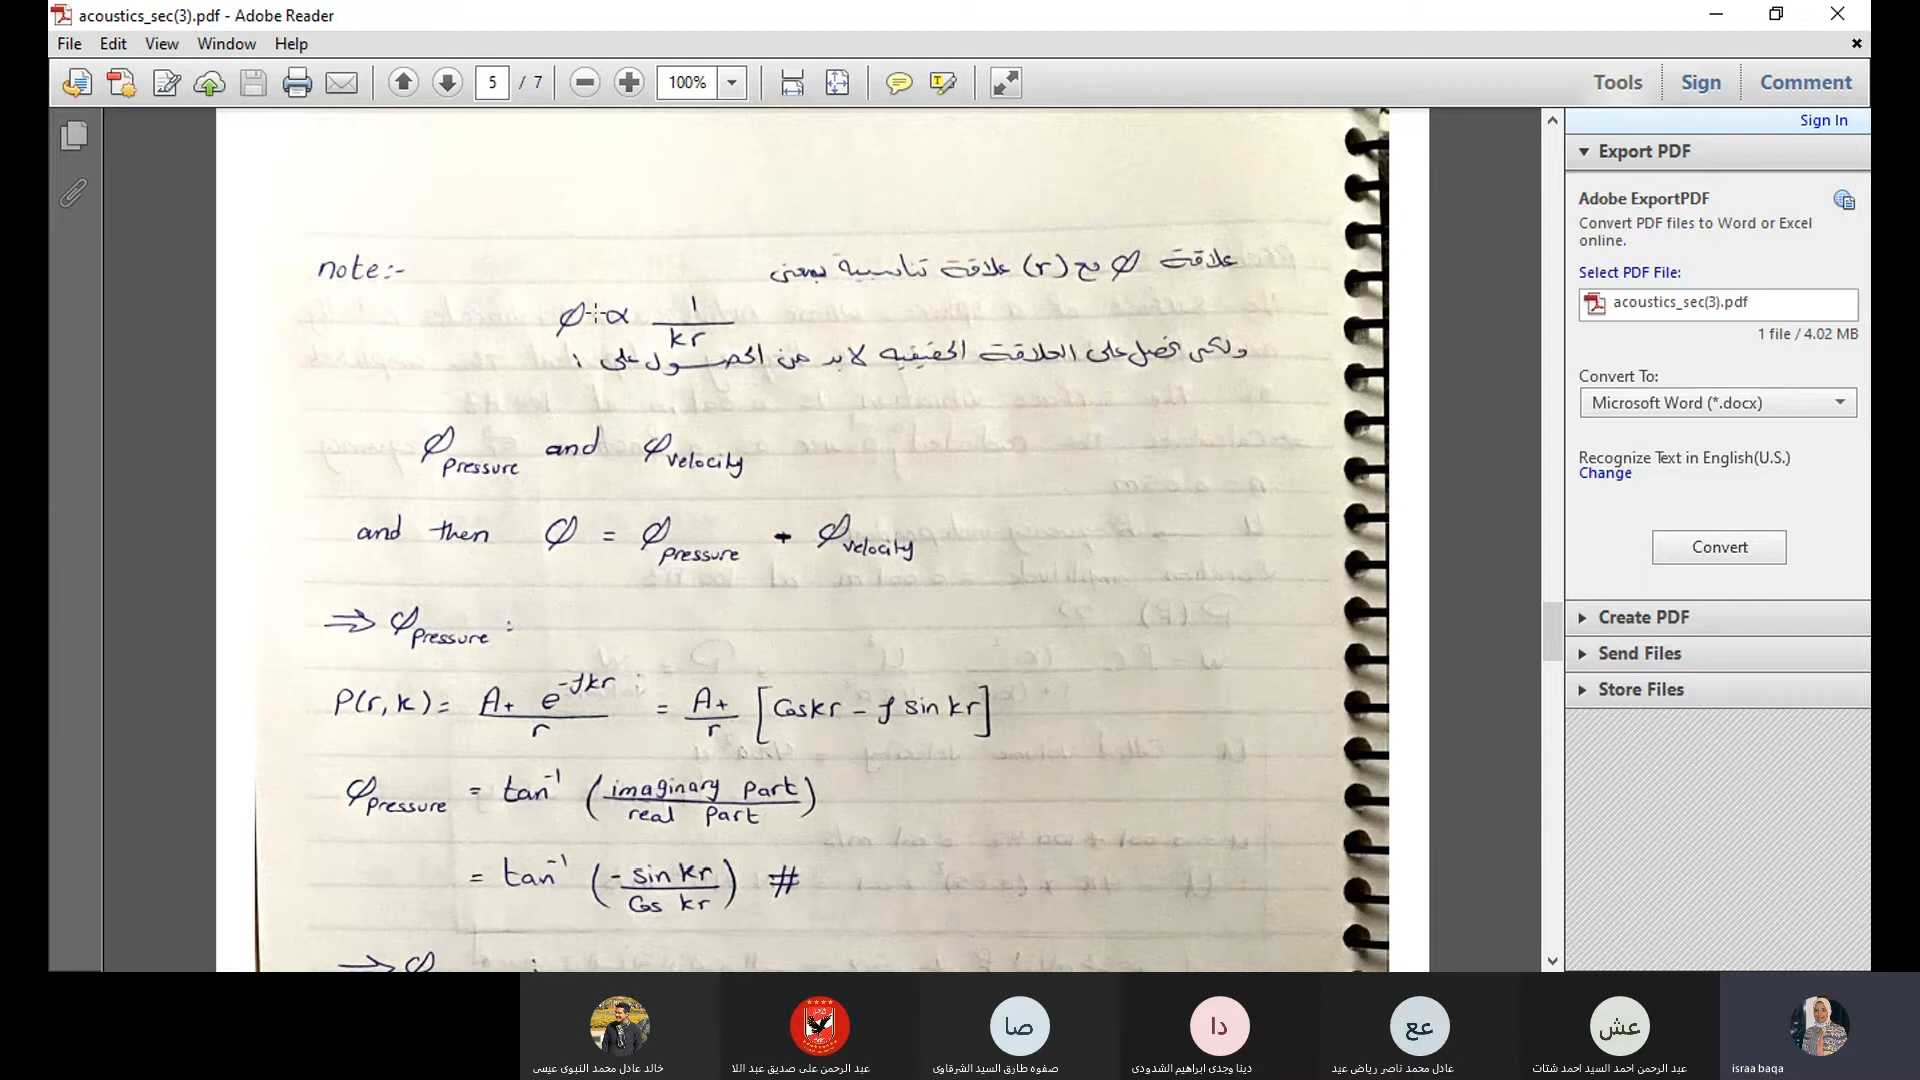 acoustics_sec(3).pdf - Adobe Reader
File Edit View Window Help
5 / 7 100% Tools Sign Comment
Sign In
Export PDF
Adobe ExportPDF
Convert PDF files to Word or Excel
online.
Select PDF File:
acoustics_sec(3).pdf
1 file / 4.02 MB
Convert To:
Microsoft Word (*.docx)
Recognize Text in English(U.S.)
Change
Convert
Create PDF
Send Files
Store Files
note:-
علاقة φ مع (r) علاقة تناسبية بمعنى
φ α 1/kr
ولكى نحصل على العلاقة الحقيقيه لابد من الحصول على :
φ pressure and φ velocity
and then φ = φ pressure - φ velocity
⇒ φ pressure :
P(r,k) = A+ e^-jkr / r = A+ / r [Cos kr - j sin kr]
φ pressure = tan^-1 (imaginary part / real part)
= tan^-1 (- sin kr / Cos kr) #
⇒ φ :
صا
دا
عع
عش
خالد عادل محمد النبوى عيسى
عبد الرحمن على صديق عبد اللا
صفوه طارق السيد الشرقاوى
دينا وجدى ابراهيم الشدودى
عادل محمد ناصر رياض عيد
عبد الرحمن احمد السيد احمد شتات
israa baqa